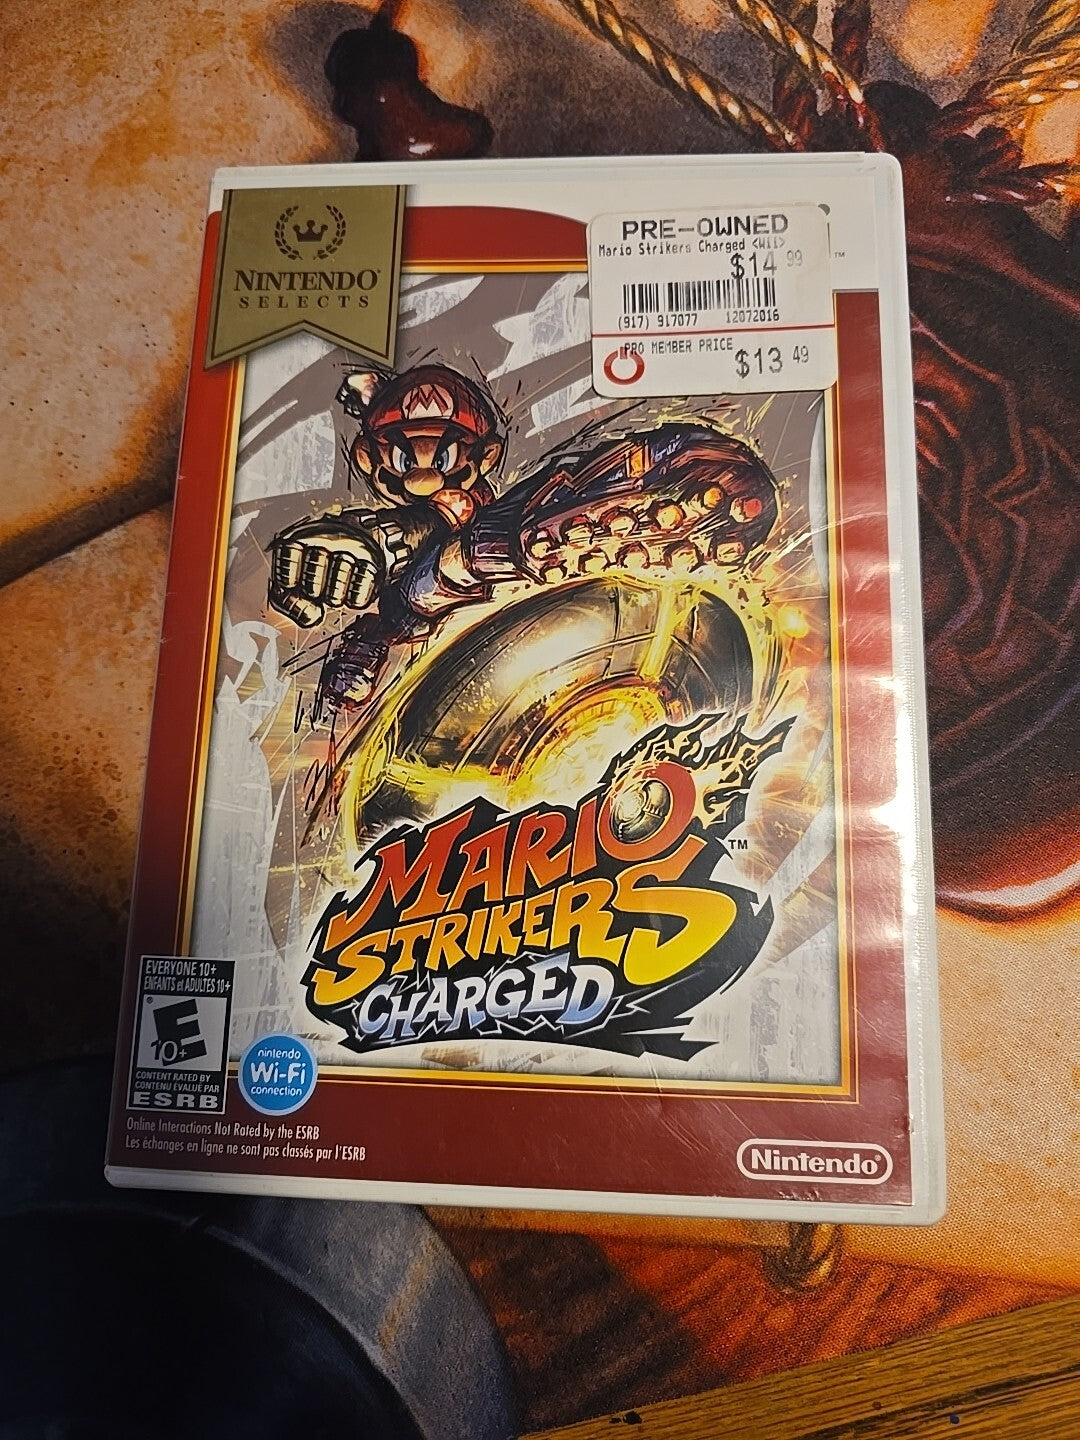 NINTENDO®
SELECTS
PRE-OWNED
Mario Strikers Charged <Wii>
$14 99
(917) 917077 12072016
PRO MEMBER PRICE
$13 49
™
M
MARIO
STRIKERS
CHARGED
™
EVERYONE 10+
ENFANTS et ADULTES 10+
E
10+
®
CONTENT RATED BY
CONTENU ÉVALUÉ PAR
ESRB
nintendo
Wi-Fi
connection
Online Interactions Not Rated by the ESRB
Les échanges en ligne ne sont pas classés par l'ESRB
Nintendo®